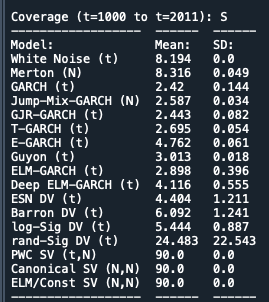 Coverage (t=1000 to t=2011): S
------------------ ------ ------
Model: Mean: SD:
White Noise (t) 8.194 0.0
Merton (N) 8.316 0.049
GARCH (t) 2.42 0.144
Jump-Mix-GARCH (N) 2.587 0.034
GJR-GARCH (t) 2.443 0.082
T-GARCH (t) 2.695 0.054
E-GARCH (t) 4.762 0.061
Guyon (t) 3.013 0.018
ELM-GARCH (t) 2.898 0.396
Deep ELM-GARCH (t) 4.116 0.555
ESN DV (t) 4.404 1.211
Barron DV (t) 6.092 1.241
log-Sig DV (t) 5.444 0.887
rand-Sig DV (t) 24.483 22.543
PWC SV (t,N) 90.0 0.0
Canonical SV (N,N) 90.0 0.0
ELM/Const SV (N,N) 90.0 0.0
------------------ ------ ------